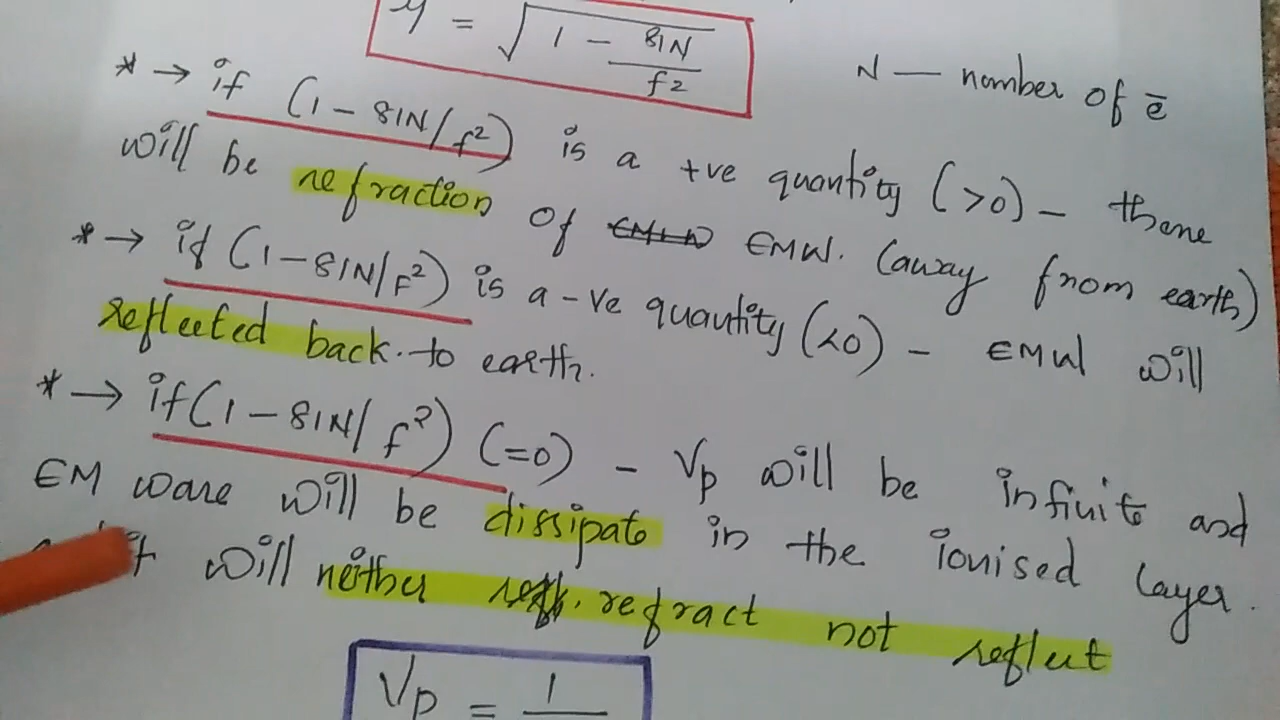 = √ 1 - 81N
f2
N — number of ē
* → if (1 - 81N/f²) is a +ve quantity (>0) - there
will be refraction of EMW. (away from earth)
* → if (1-81N/F²) is a -ve quantity (<0) - EMW will
reflected back. to earth.
* → if (1-81N/f²) (=0) - Vp will be infinite and
EM wave will be dissipate in the ionised layer.
it will neither refract not reflect
Vp = 1